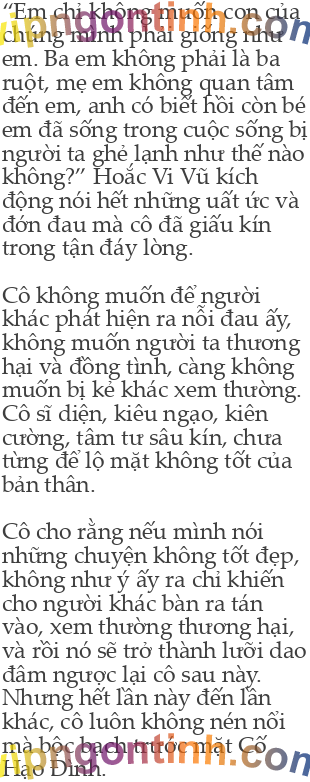 “Em chỉ không muốn con của
chúng mình phải giống như
em. Ba em không phải là ba
ruột, mẹ em không quan tâm
đến em, anh có biết hồi còn bé
em đã sống trong cuộc sống bị
người ta ghẻ lạnh như thế nào
không?” Hoắc Vi Vũ kích
động nói hết những uất ức và
đớn đau mà cô đã giấu kín
trong tận đáy lòng.
Cô không muốn để người
khác phát hiện ra nỗi đau ấy,
không muốn người ta thương
hại và đồng tình, càng không
muốn bị kẻ khác xem thường.
Cô sĩ diện, kiêu ngạo, kiên
cường, tâm tư sâu kín, chưa
từng để lộ mặt không tốt của
bản thân.
Cô cho rằng nếu mình nói
những chuyện không tốt đẹp,
không như ý ấy ra chỉ khiến
cho người khác bàn ra tán
vào, xem thường thương hại,
và rồi nó sẽ trở thành lưỡi dao
đâm ngược lại cô sau này.
Nhưng hết lần này đến lần
khác, cô luôn không nén nổi
mà bộc bạch trước mặt Cố
Hạo Đình.
vipngontinh.com
vipngontinh.com